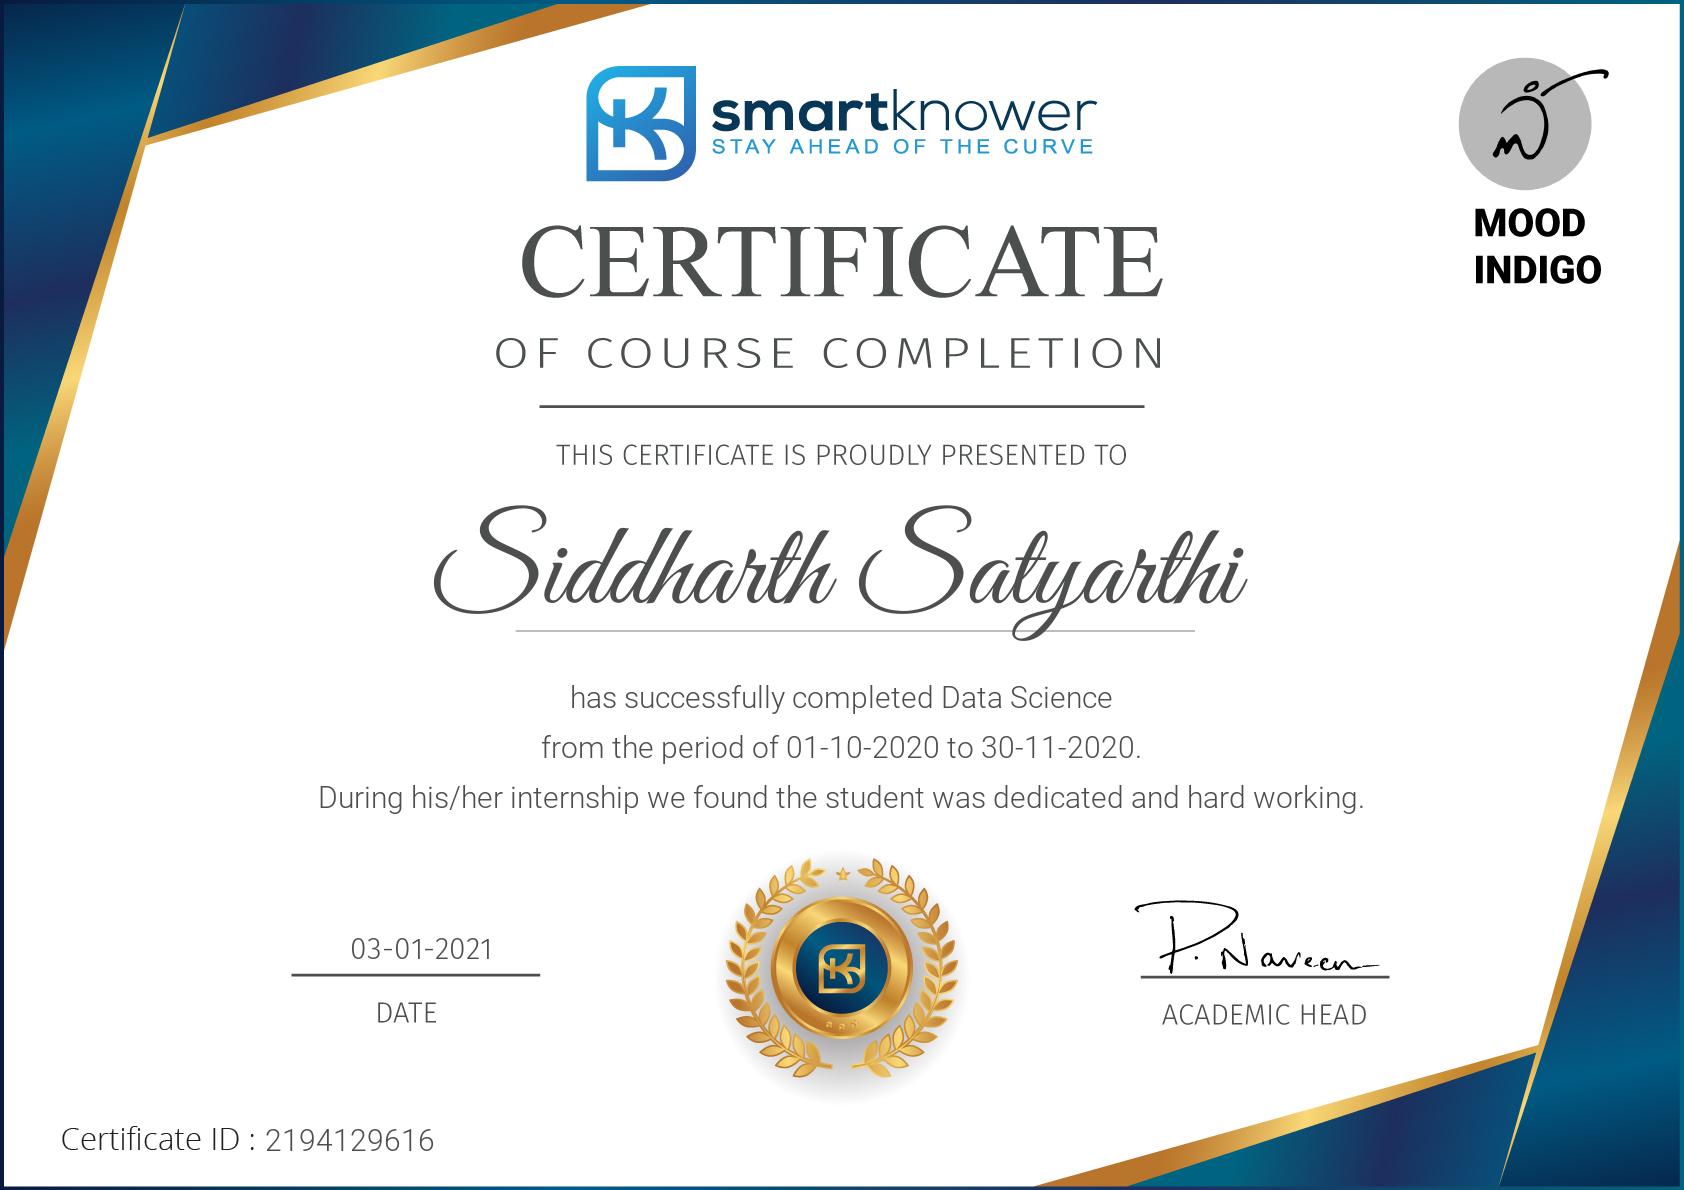 smartknower
STAY AHEAD OF THE CURVE
MOOD
INDIGO
CERTIFICATE
OF COURSE COMPLETION
THIS CERTIFICATE IS PROUDLY PRESENTED TO
Siddharth Satyarthi
has successfully completed Data Science
from the period of 01-10-2020 to 30-11-2020.
During his/her internship we found the student was dedicated and hard working.
03-01-2021
DATE
P. Naveen
ACADEMIC HEAD
Certificate ID : 2194129616